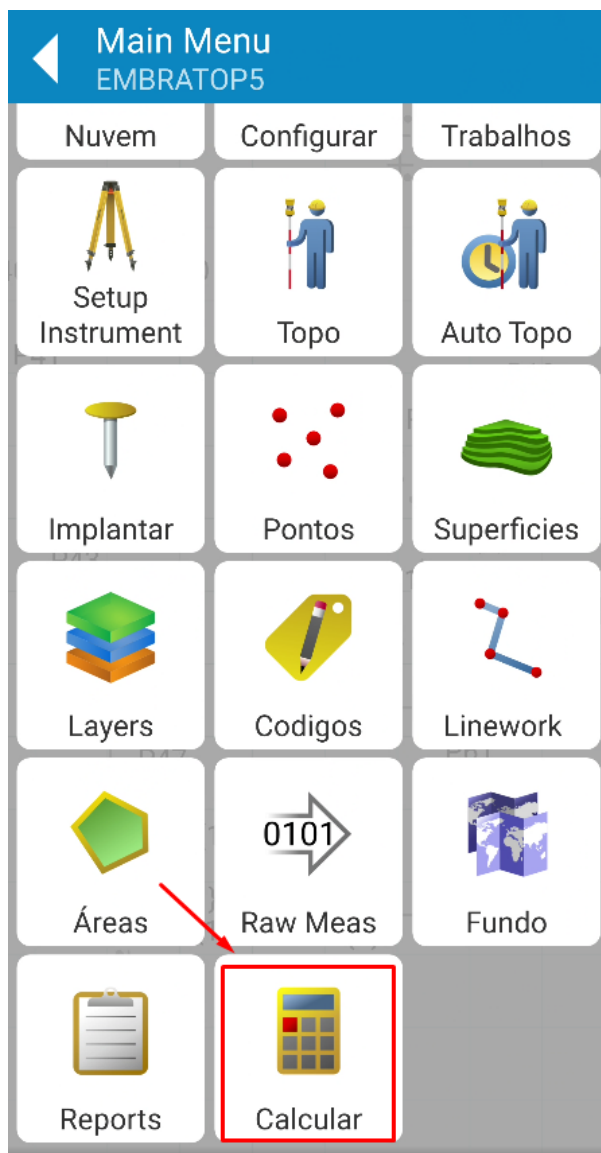 Main Menu
EMBRATOP5
Nuvem
Configurar
Trabalhos
Setup
Instrument
Topo
Auto Topo
Implantar
Pontos
Superficies
Layers
Codigos
Linework
0101
Áreas
Raw Meas
Fundo
Reports
Calcular